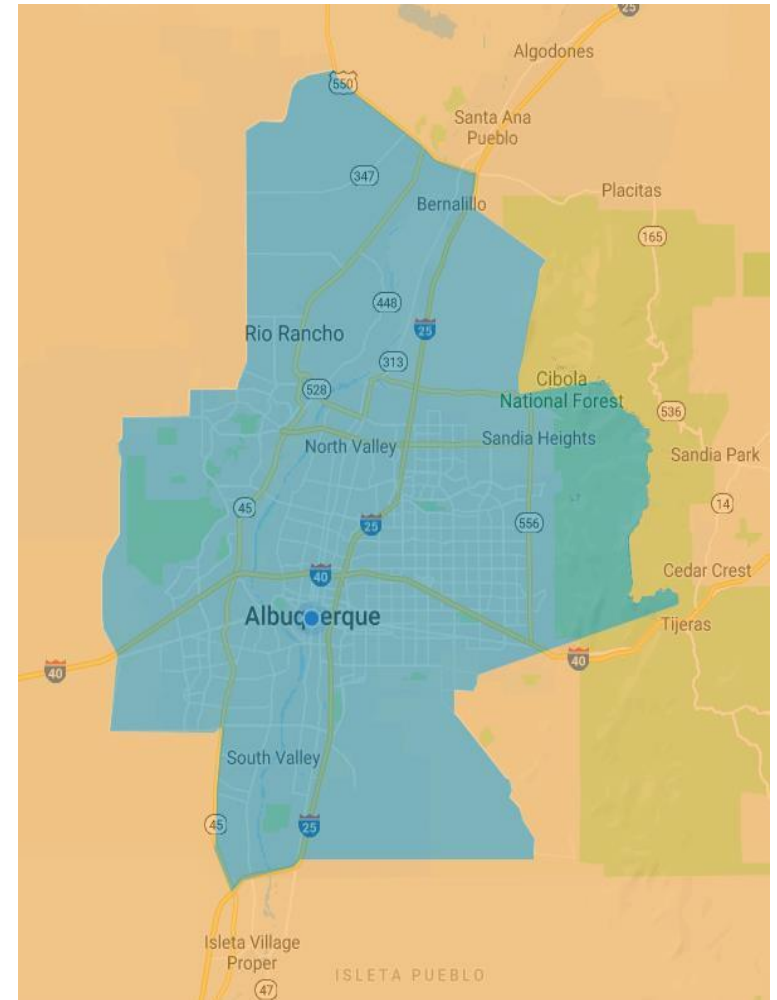 25
Algodones
550
Santa Ana
Pueblo
347
Placitas
Bernalillo
165
448
25
Rio Rancho
313
528
Cibola
National Forest
536
North Valley
Sandia Heights
Sandia Park
45
14
25
556
40
Cedar Crest
Albuquerque
Tijeras
40
40
South Valley
45
25
Isleta Village
Proper
ISLETA PUEBLO
47